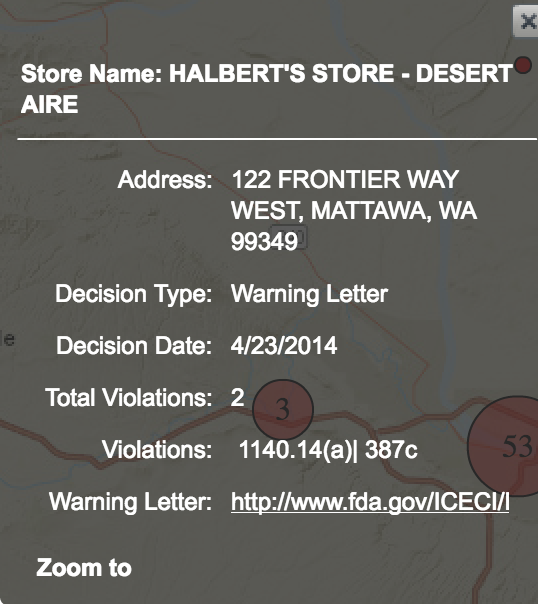 Store Name: HALBERT'S STORE - DESERT
AIRE
Address: 122 FRONTIER WAY
WEST, MATTAWA, WA
99349
Decision Type: Warning Letter
Decision Date: 4/23/2014
Total Violations: 2
3
Violations: 1140.14(a)| 387c
53
Warning Letter: http://www.fda.gov/ICECI/
Zoom to